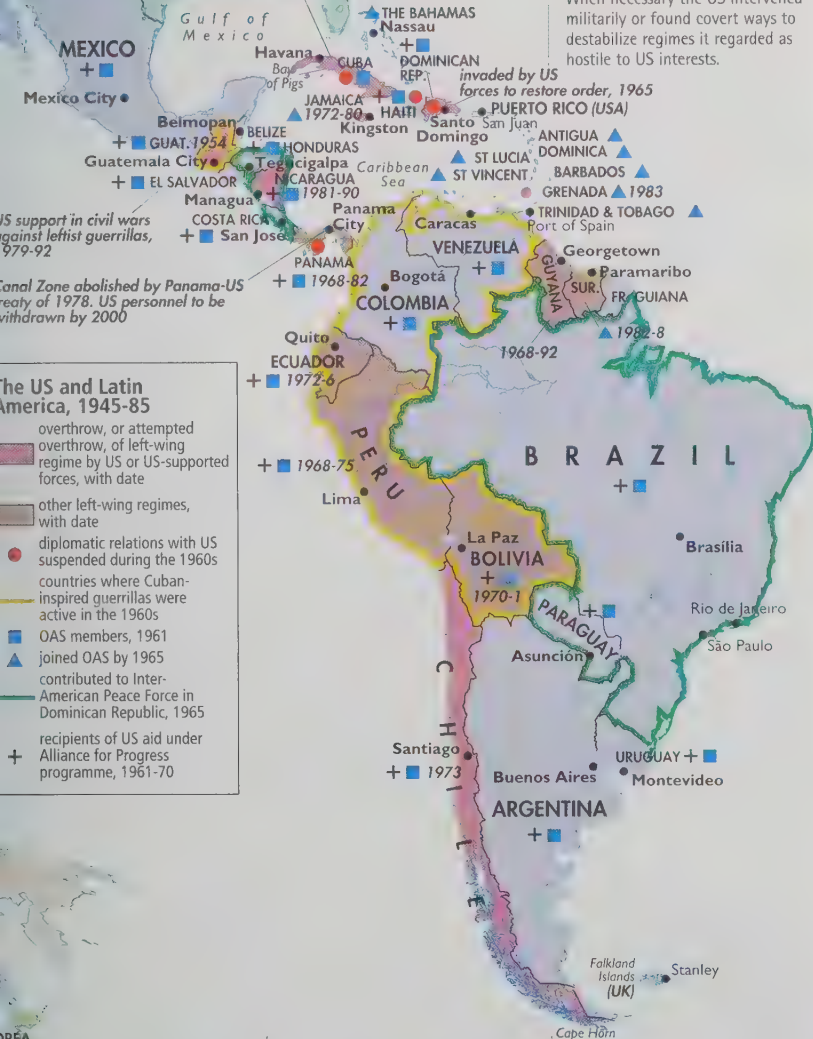 When necessary the US intervened
militarily or found covert ways to
destabilize regimes it regarded as
hostile to US interests.
Gulf of
Mexico
THE BAHAMAS
Nassau
MEXICO
+
Havana
CUBA
Bay
of Pigs
DOMINICAN
REP.
invaded by US
forces to restore order, 1965
Mexico City
JAMAICA
1972-80
HAITI
Kingston
Santo
Domingo
PUERTO RICO (USA)
San Juan
Belmopan
BELIZE
ANTIGUA
DOMINICA
GUAT. 1954
HONDURAS
Guatemala City
Tegucigalpa
Caribbean
Sea
ST LUCIA
ST VINCENT
BARBADOS
EL SALVADOR
NICARAGUA
1981-90
GRENADA 1983
Managua
TRINIDAD & TOBAGO
Port of Spain
US support in civil wars
against leftist guerrillas,
1979-92
COSTA RICA
San José
Panama
City
Caracas
VENEZUELA
Georgetown
Paramaribo
PANAMA
1968-82
GUYANA
SUR.
FR. GUIANA
Canal Zone abolished by Panama-US
treaty of 1978. US personnel to be
withdrawn by 2000
Bogotá
COLOMBIA
1968-92
1982-8
Quito
ECUADOR
1972-6
The US and Latin
America, 1945-85
overthrow, or attempted
overthrow, of left-wing
regime by US or US-supported
forces, with date
other left-wing regimes,
with date
diplomatic relations with US
suspended during the 1960s
countries where Cuban-
inspired guerrillas were
active in the 1960s
OAS members, 1961
joined OAS by 1965
contributed to Inter-
American Peace Force in
Dominican Republic, 1965
+ recipients of US aid under
Alliance for Progress
programme, 1961-70
PERU
1968-75
Lima
BRAZIL
Brasília
La Paz
BOLIVIA
1970-1
PARAGUAY
Asunción
Rio de Janeiro
São Paulo
CHILE
Santiago
1973
URUGUAY
Buenos Aires
Montevideo
ARGENTINA
Falkland
Islands
(UK)
Stanley
Cape Horn